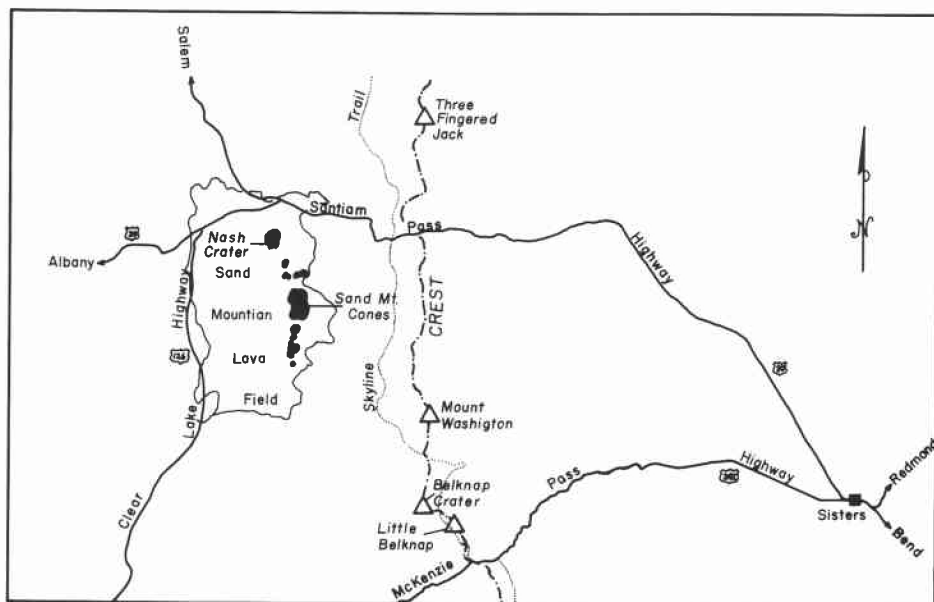 Salem
Trail
Three
Fingered
Jack
Santiam
Pass
Nash
Crater
Albany
Sand
Highway
Highway
N
Mountian
Sand Mt.
Cones
CREST
126
Lava
Skyline
Field
Lake
Mount
Washigton
Pass
Highway
Redmond
Belknap
Crater
Sisters
Clear
Little
Belknap
Bend
McKenzie